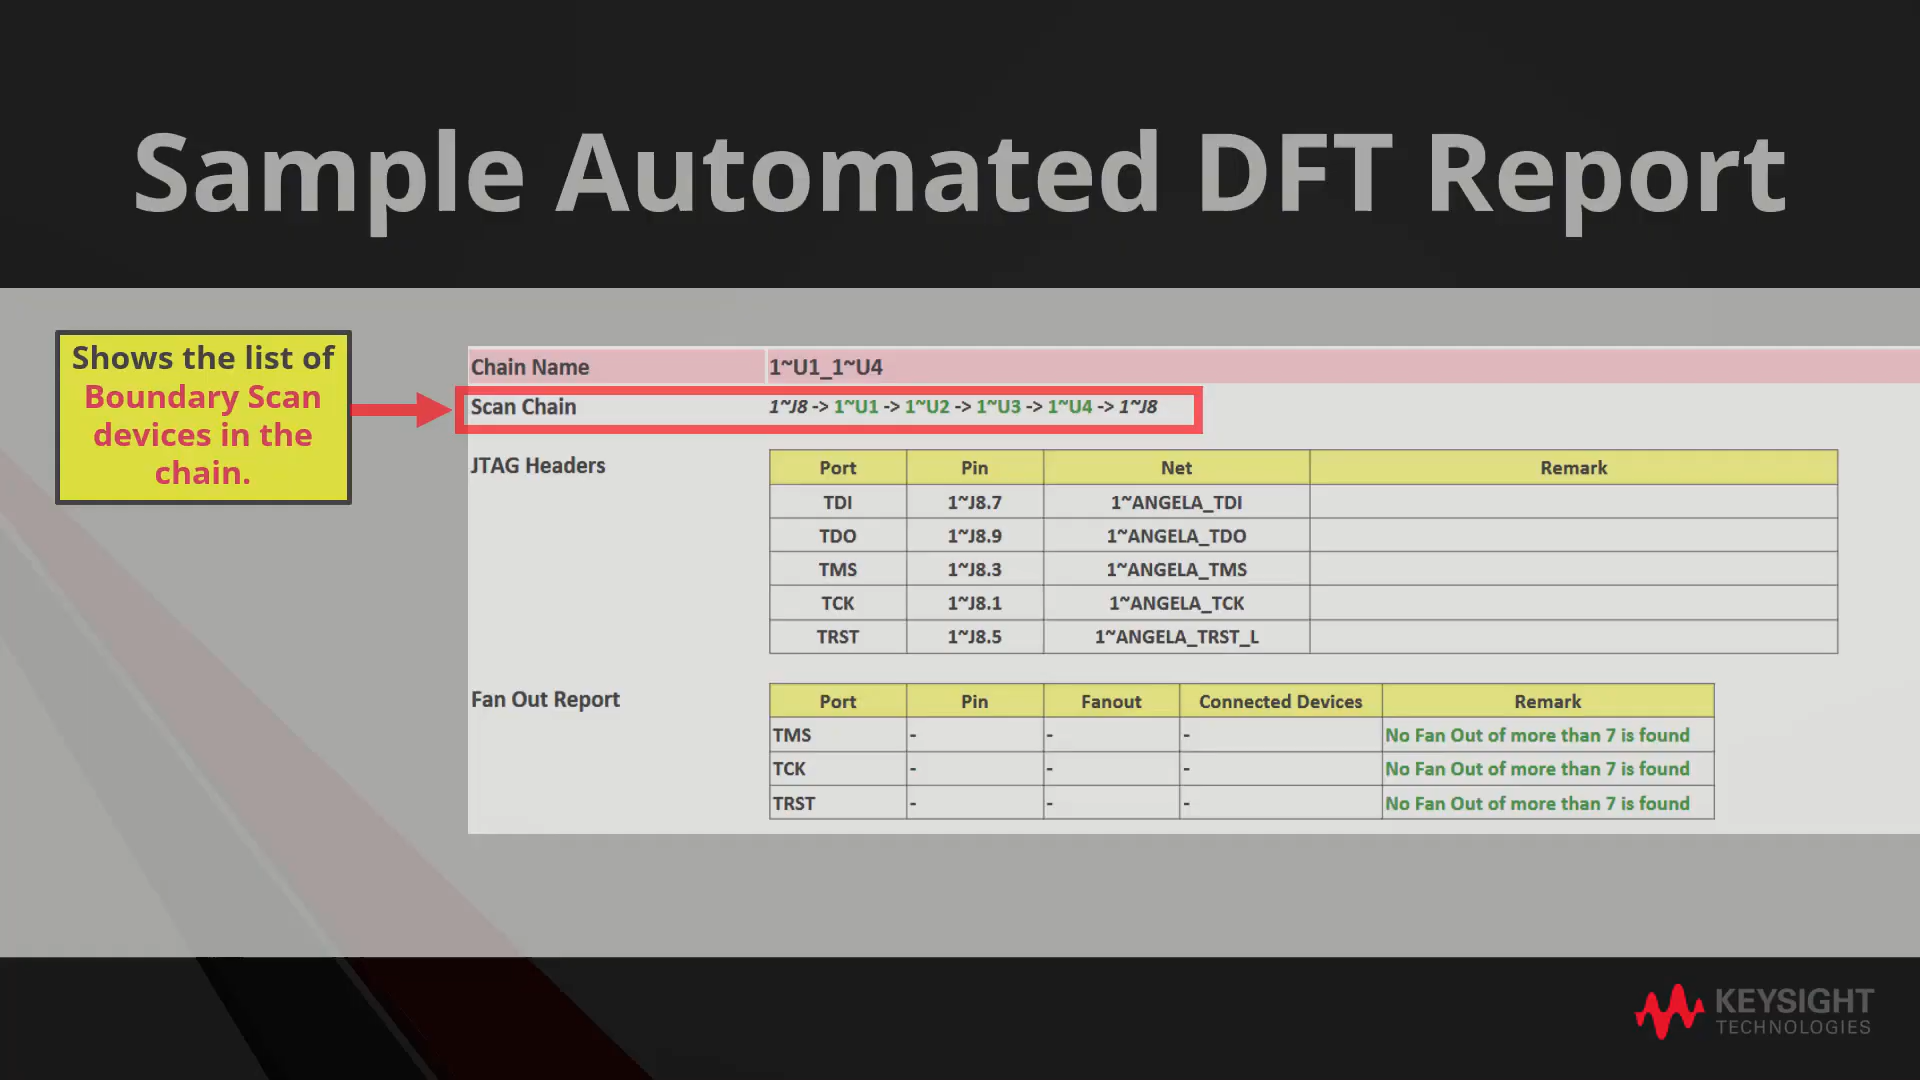 Sample Automated DFT Report
Shows the list of
Boundary Scan
devices in the
chain.
Chain Name 1~U1_1~U4
Scan Chain 1~J8 -> 1~U1 -> 1~U2 -> 1~U3 -> 1~U4 -> 1~J8
JTAG Headers
Port Pin Net Remark
TDI 1~J8.7 1~ANGELA_TDI
TDO 1~J8.9 1~ANGELA_TDO
TMS 1~J8.3 1~ANGELA_TMS
TCK 1~J8.1 1~ANGELA_TCK
TRST 1~J8.5 1~ANGELA_TRST_L
Fan Out Report
Port Pin Fanout Connected Devices Remark
TMS - - - No Fan Out of more than 7 is found
TCK - - - No Fan Out of more than 7 is found
TRST - - - No Fan Out of more than 7 is found
KEYSIGHT
TECHNOLOGIES